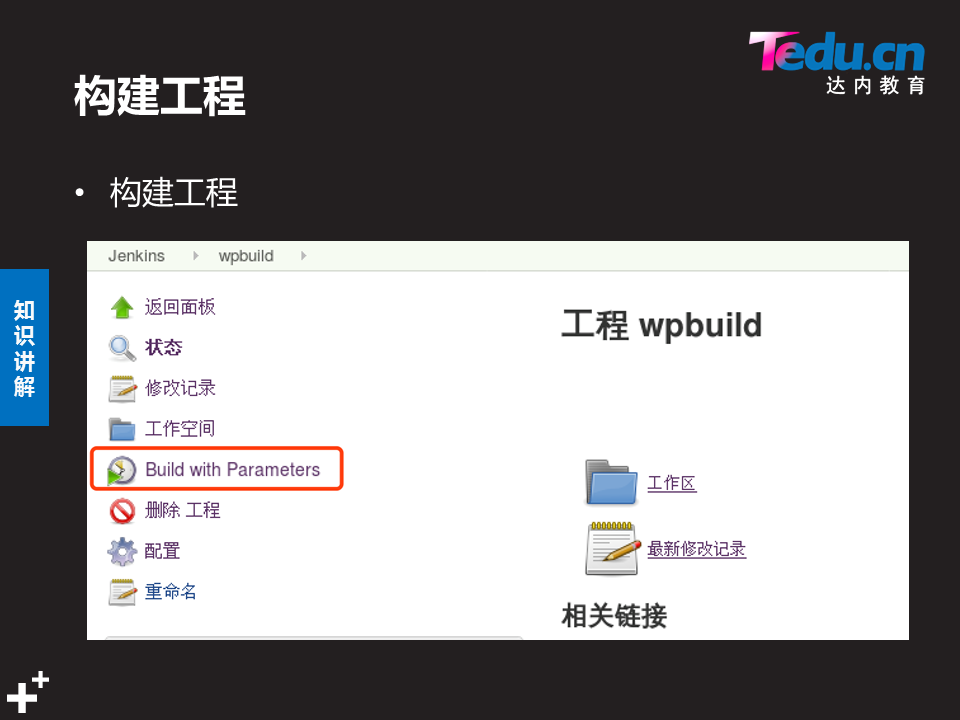 Tedu.cn
达内教育
构建工程
• 构建工程
知识讲解
Jenkins wpbuild
返回面板
状态
修改记录
工作空间
Build with Parameters
删除 工程
配置
重命名
工程 wpbuild
工作区
最新修改记录
相关链接